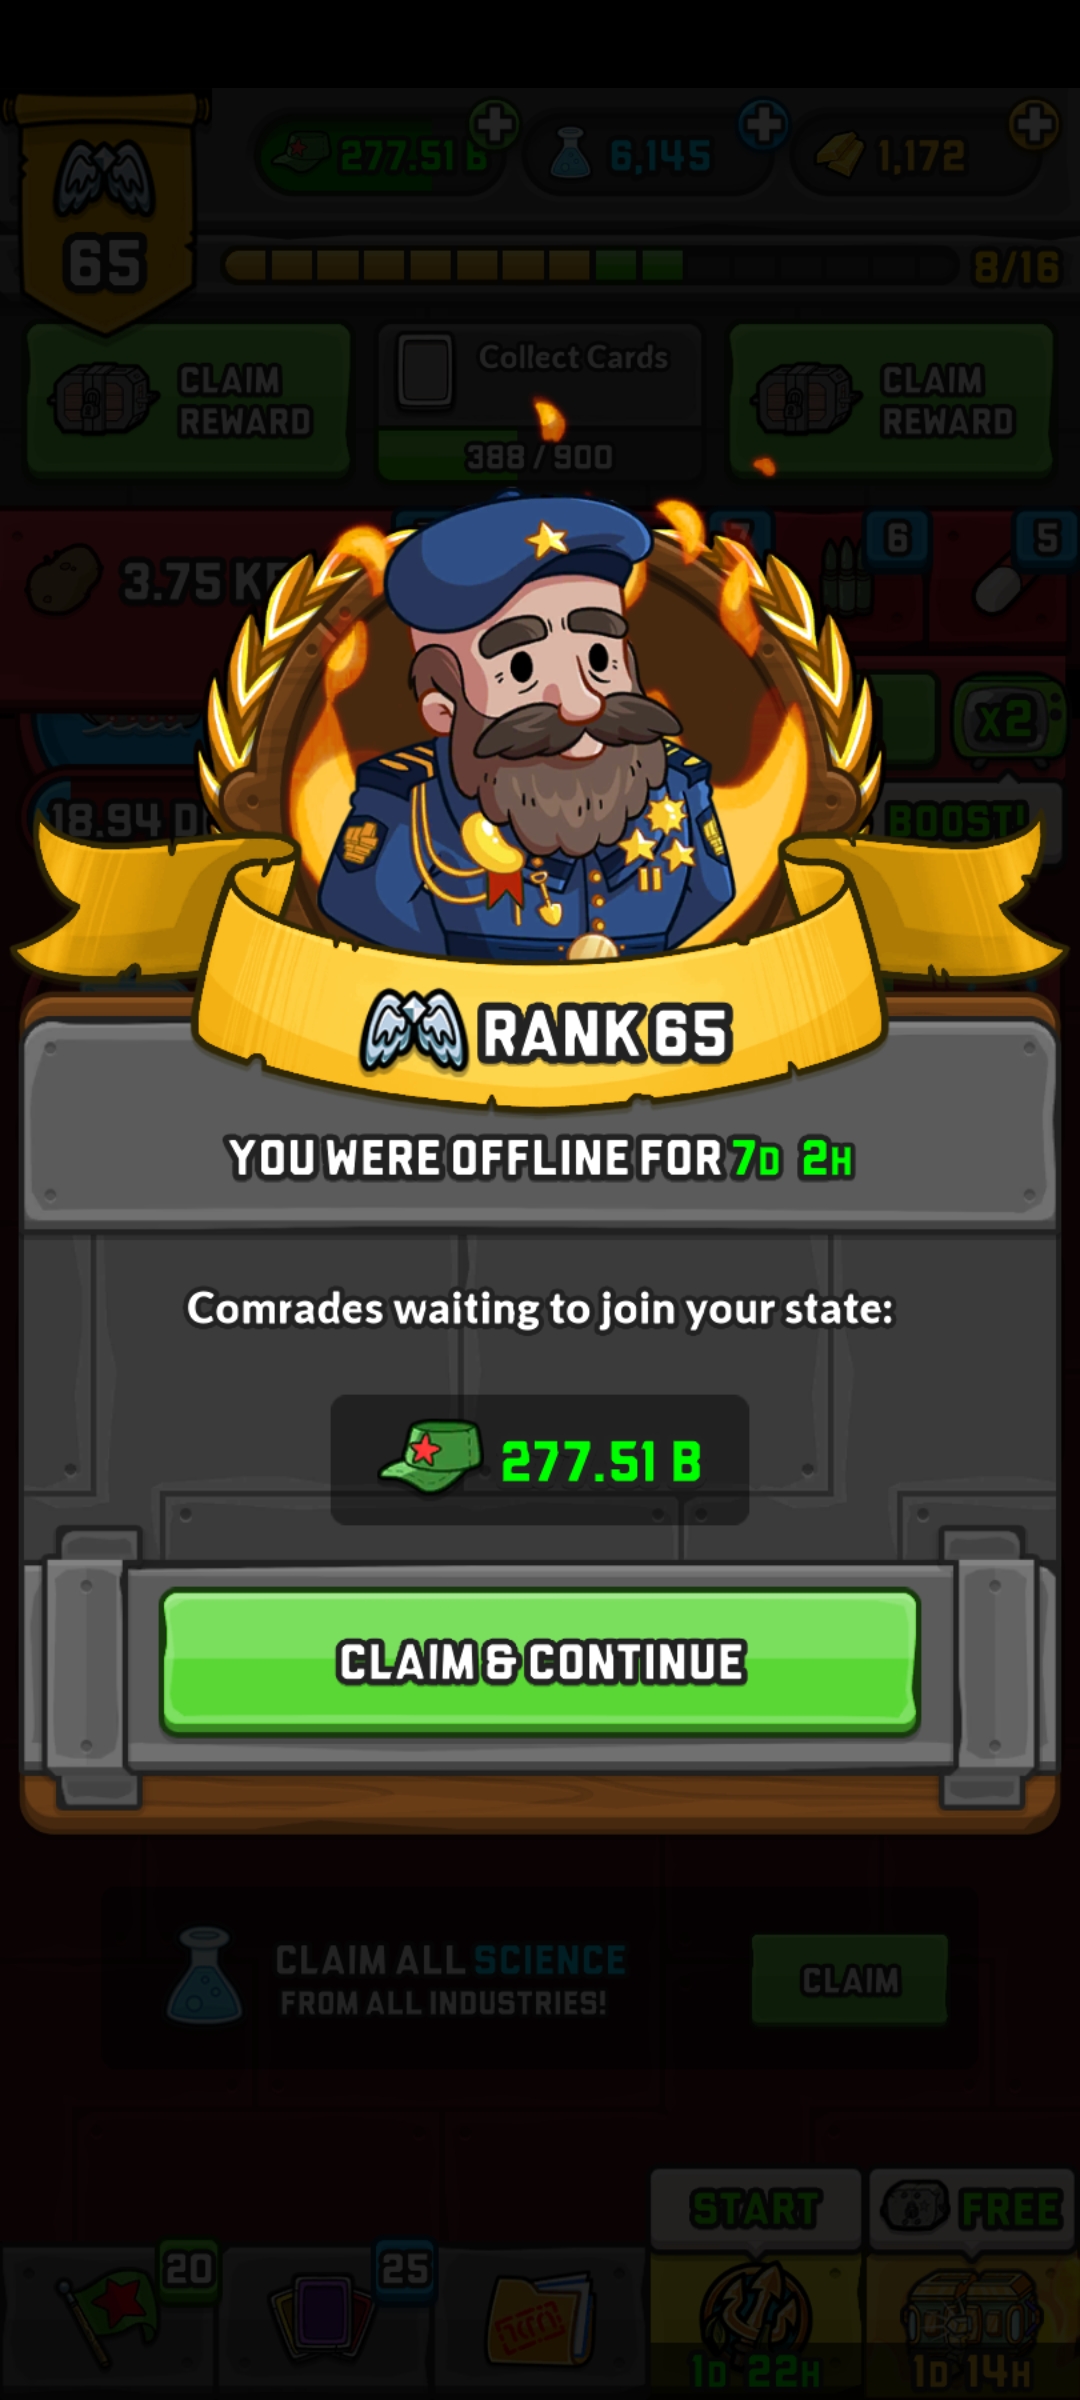 277.51 B
6,145
1,172
65
8/16
CLAIM
REWARD
Collect Cards
388 / 900
CLAIM
REWARD
3.75 K
7
6
5
x2
18.94 D
BOOST!
RANK 65
YOU WERE OFFLINE FOR 7D 2H
Comrades waiting to join your state:
277.51 B
CLAIM & CONTINUE
CLAIM ALL SCIENCE
FROM ALL INDUSTRIES!
CLAIM
START
FREE
20
25
1D 22H
1D 14H